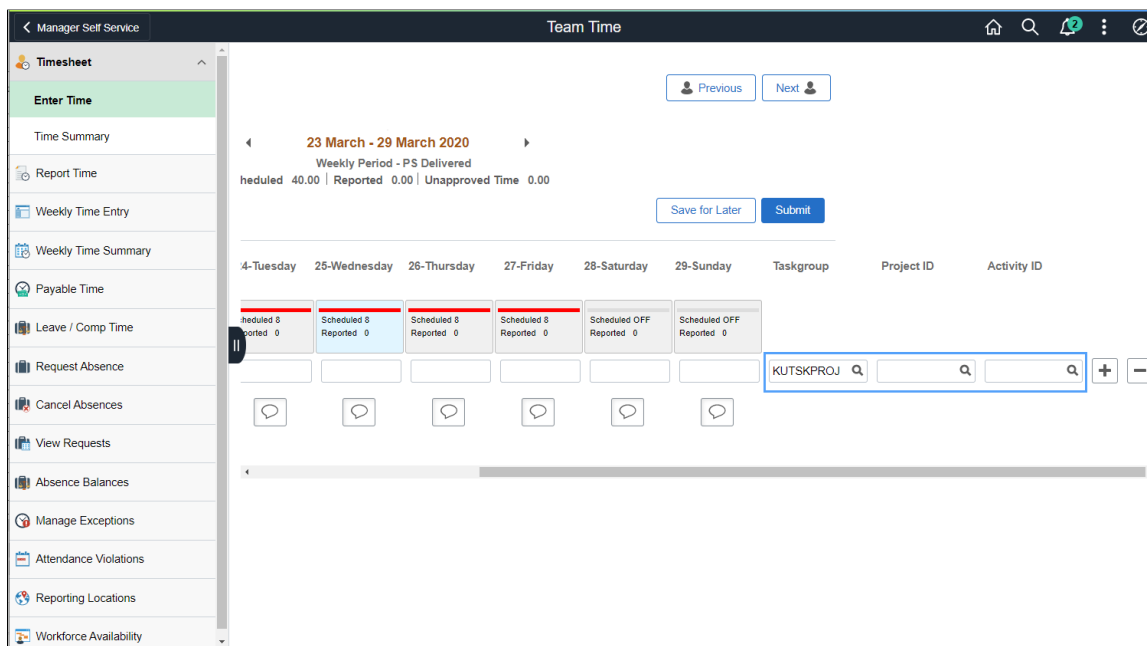 Manager Self Service
Team Time
2
Timesheet
Enter Time
Time Summary
Report Time
Weekly Time Entry
Weekly Time Summary
Payable Time
Leave / Comp Time
Request Absence
Cancel Absences
View Requests
Absence Balances
Manage Exceptions
Attendance Violations
Reporting Locations
Workforce Availability
Previous Next
23 March - 29 March 2020
Weekly Period - PS Delivered
heduled 40.00 | Reported 0.00 | Unapproved Time 0.00
Save for Later Submit
4-Tuesday 25-Wednesday 26-Thursday 27-Friday 28-Saturday 29-Sunday Taskgroup Project ID Activity ID
cheduled 8 Scheduled 8 Scheduled 8 Scheduled 8 Scheduled OFF Scheduled OFF
ported 0 Reported 0 Reported 0 Reported 0 Reported 0 Reported 0
KUTSKPROJ